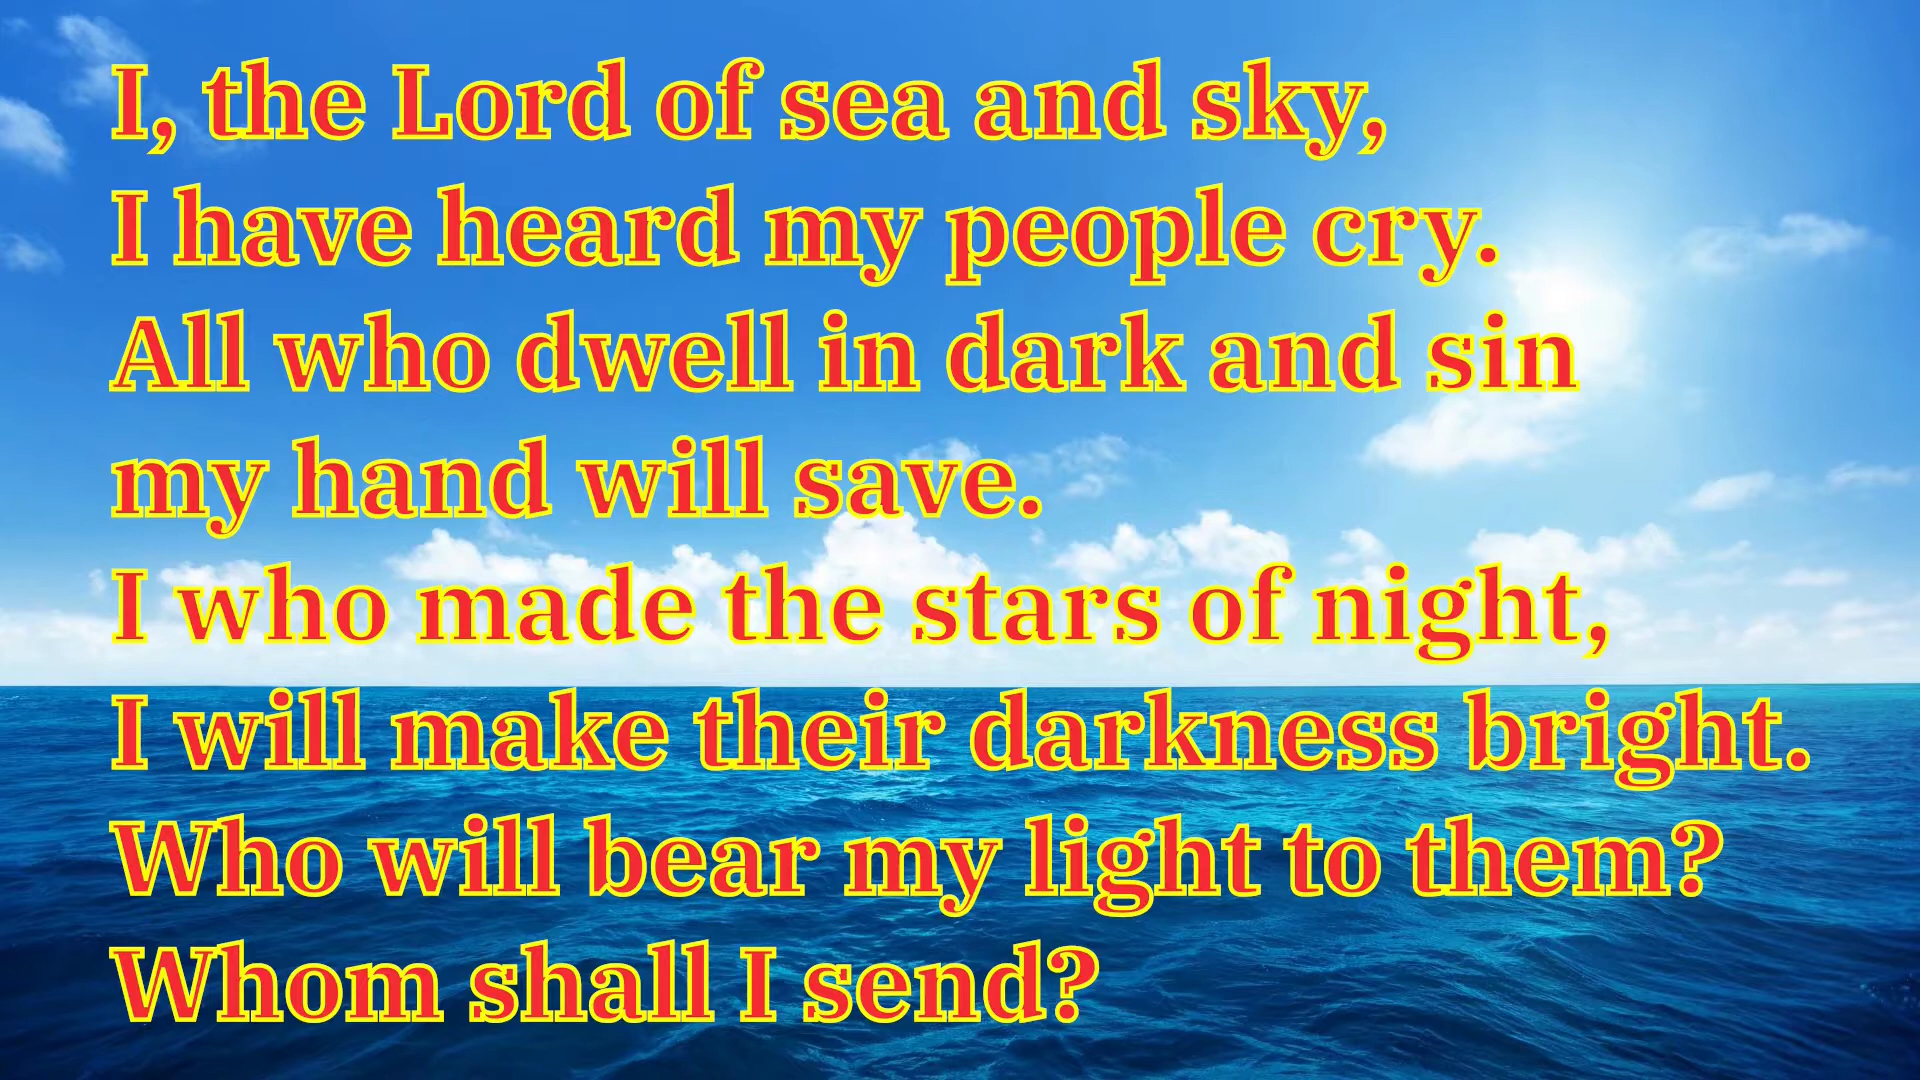 I, the Lord of sea and sky,
I have heard my people cry.
All who dwell in dark and sin
my hand will save.
I who made the stars of night,
I will make their darkness bright.
Who will bear my light to them?
Whom shall I send?